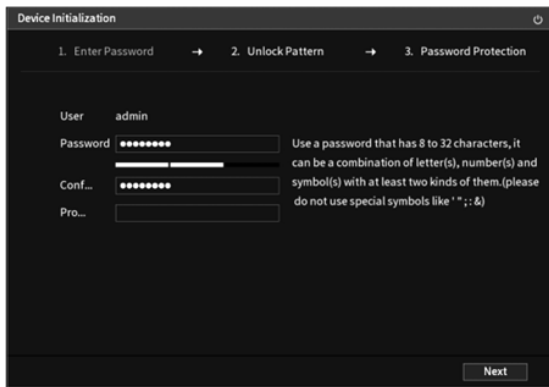 Device Initialization
1. Enter Password → 2. Unlock Pattern → 3. Password Protection
User admin
Password ●●●●●●●● Use a password that has 8 to 32 characters, it
can be a combination of letter(s), number(s) and
Conf... ●●●●●●●● symbol(s) with at least two kinds of them.(please
do not use special symbols like ' " ; : &)
Pro...
Next